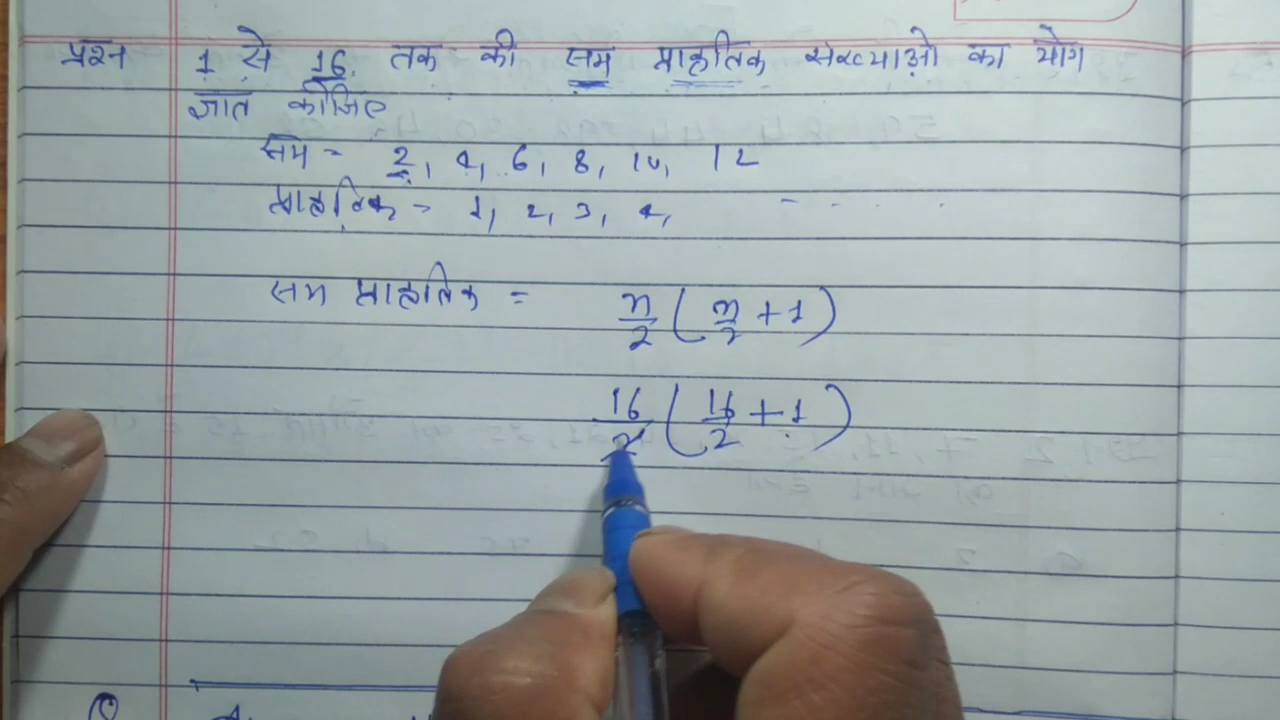 प्रश्न 1 से 16 तक की सम प्राकृतिक संख्याओ का योग
ज्ञात कीजिए
सम = 2, 4, 6, 8, 10, 12
प्राकृतिक = 1, 2, 3, 4, - - . . . .
सम प्राकृतिक = n/2 ( n/2 + 1 )
16/2 ( 16/2 + 1 )